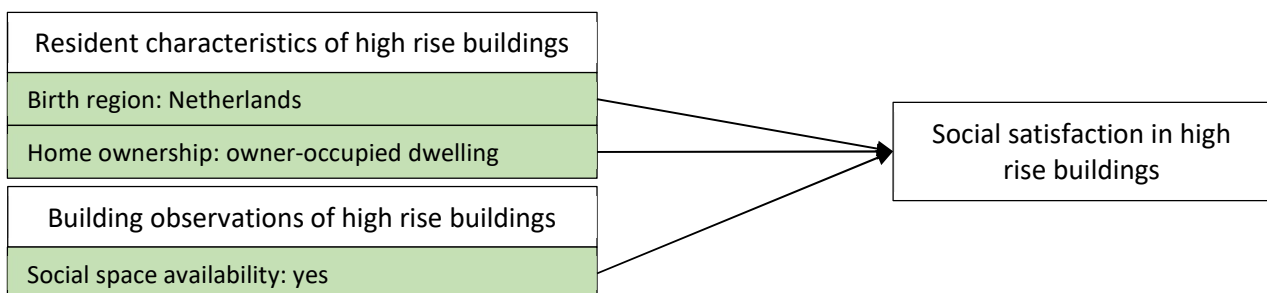 Resident characteristics of high rise buildings
Birth region: Netherlands
Home ownership: owner-occupied dwelling
Building observations of high rise buildings
Social space availability: yes
Social satisfaction in high
rise buildings